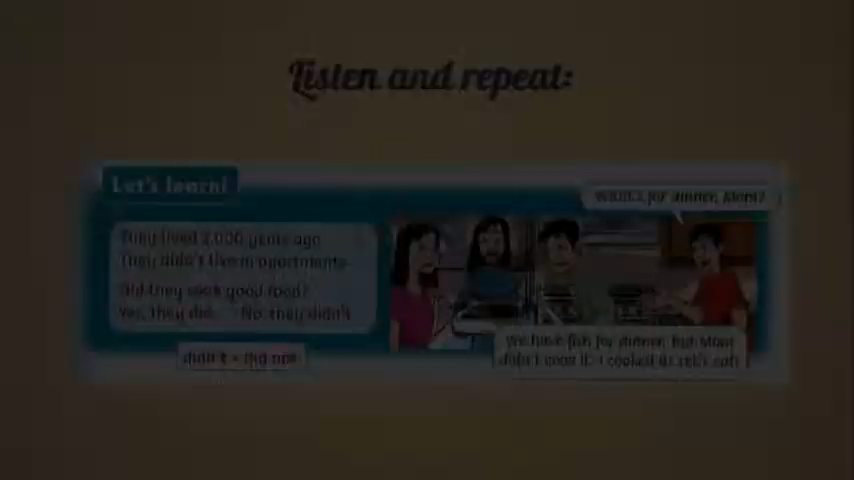 Listen and repeat:
Let's learn!
What's for dinner, Mom?
They lived 2,000 years ago.
They didn't live in apartments.
Did they cook good food?
Yes, they did. No, they didn't.
didn't = did not
We have fish for dinner, but Mom
didn't cook it. I cooked it! Let's eat!